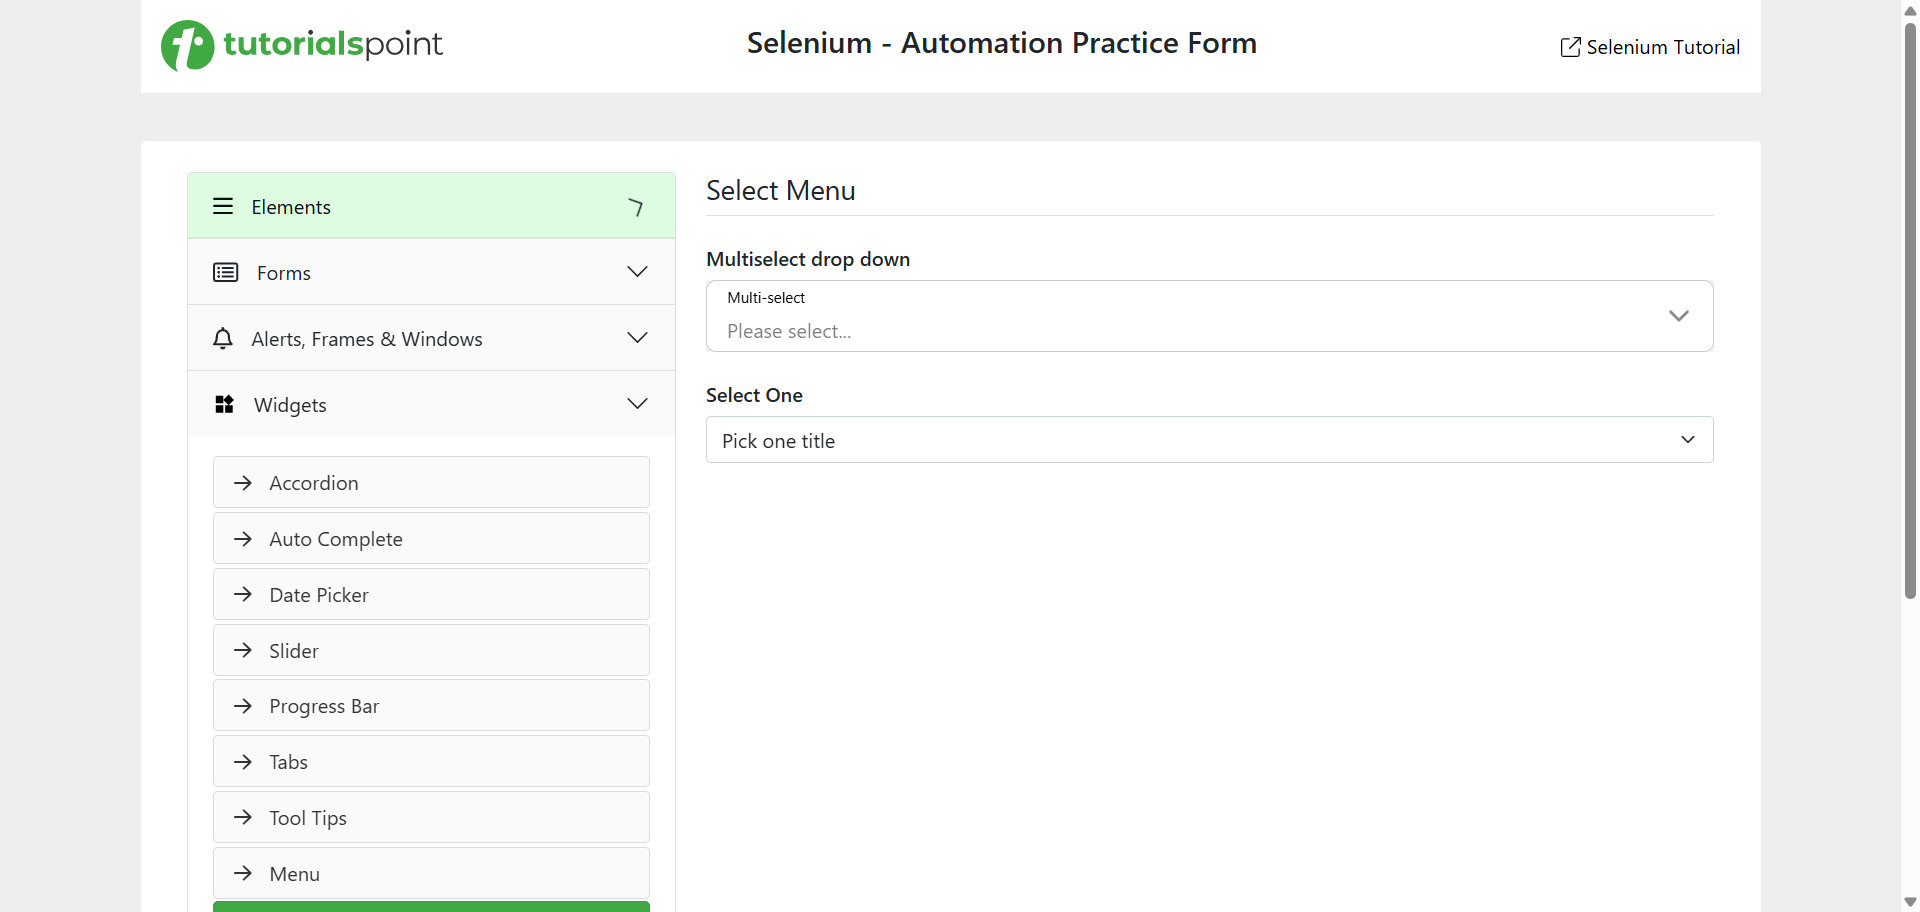 tutorialspoint
Selenium - Automation Practice Form
Selenium Tutorial
Elements
Forms
Alerts, Frames & Windows
Widgets
Accordion
Auto Complete
Date Picker
Slider
Progress Bar
Tabs
Tool Tips
Menu
Select Menu
Multiselect drop down
Multi-select
Please select...
Select One
Pick one title